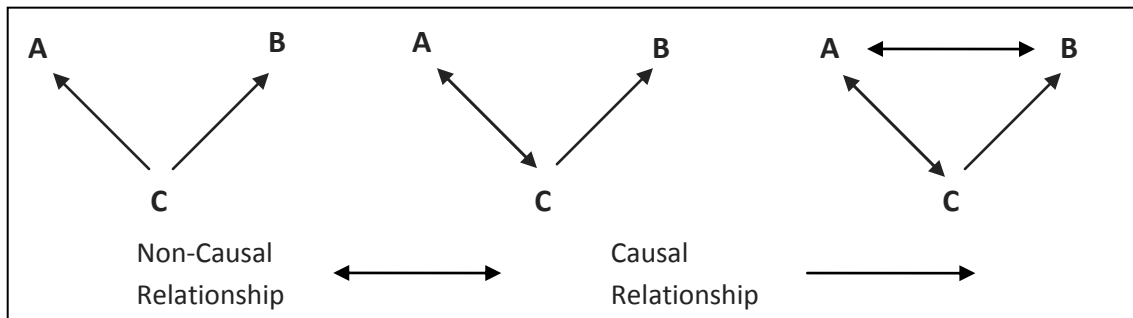 A B A B A B
C C C
Non-Causal Causal
Relationship Relationship